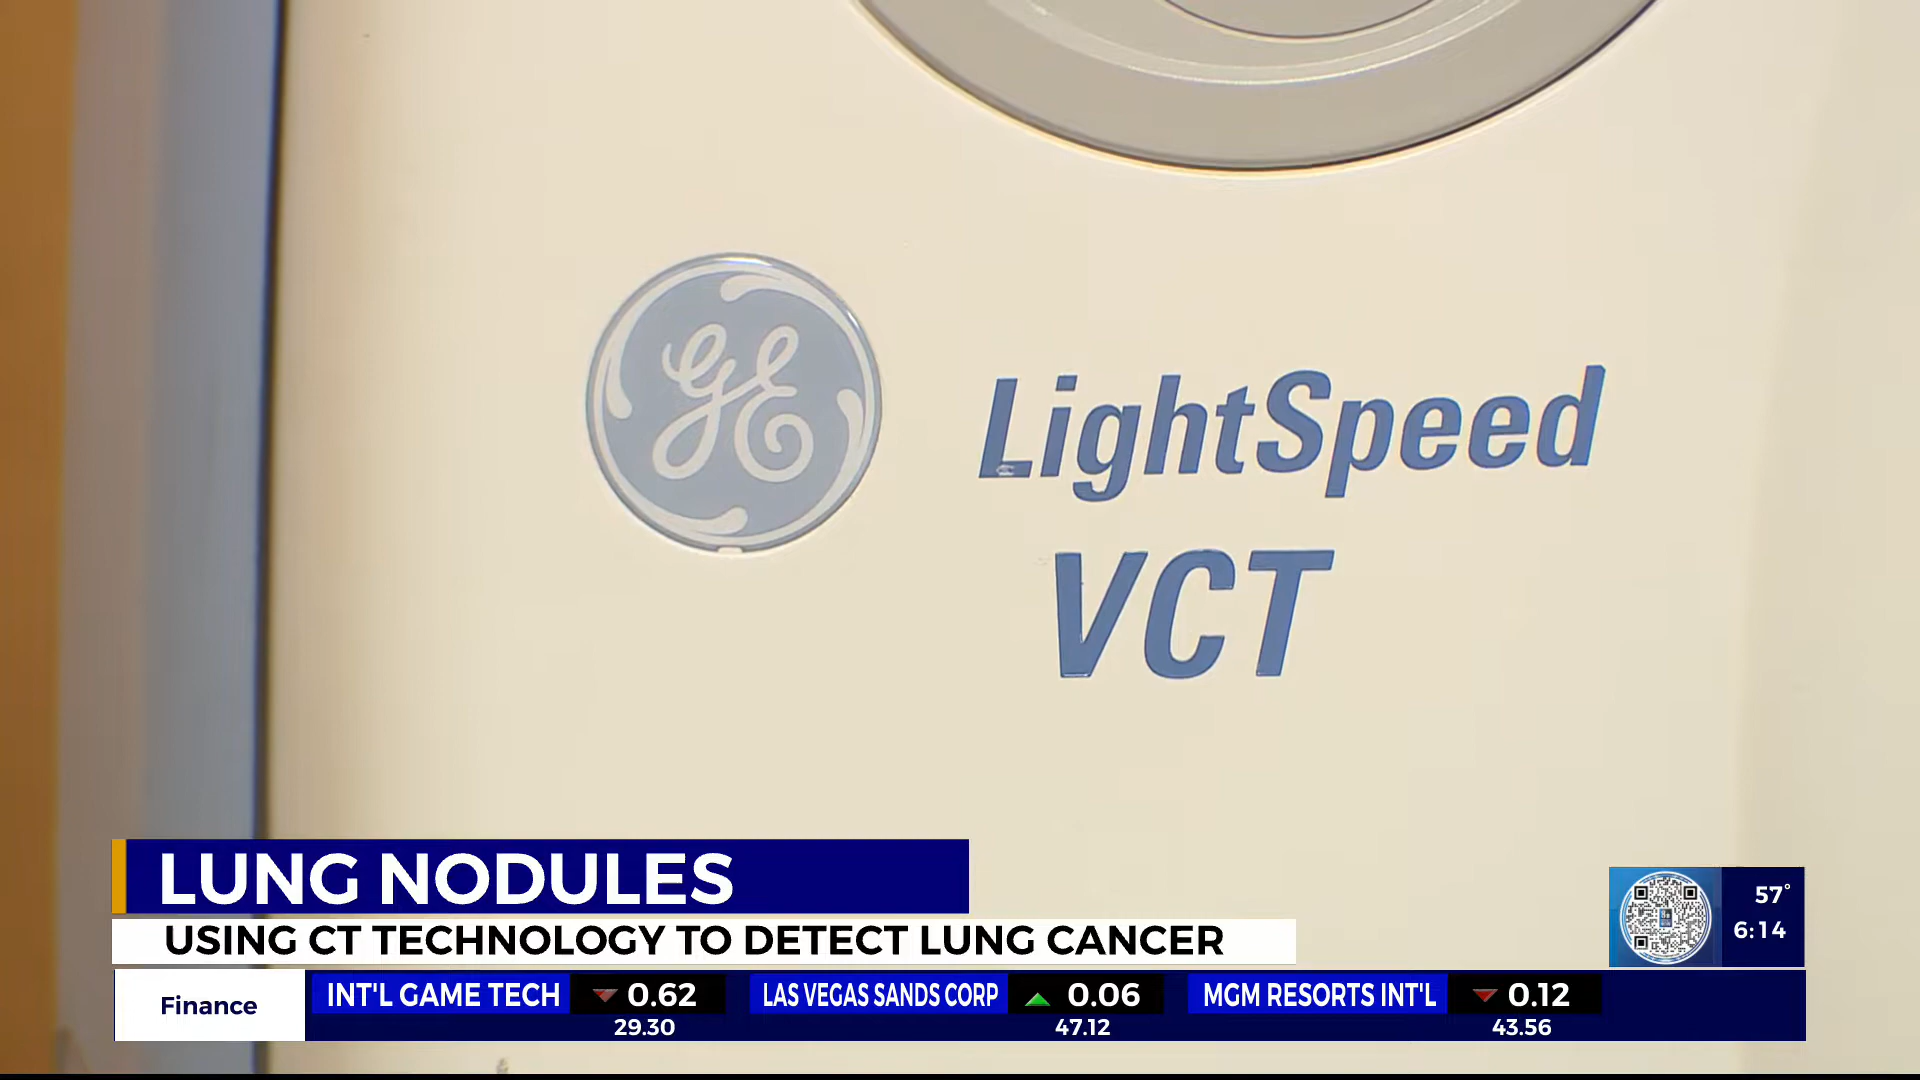 GE
LightSpeed
VCT
LUNG NODULES
USING CT TECHNOLOGY TO DETECT LUNG CANCER
57°
6:14
Finance
INT'L GAME TECH 0.62
29.30
LAS VEGAS SANDS CORP 0.06
47.12
MGM RESORTS INT'L 0.12
43.56